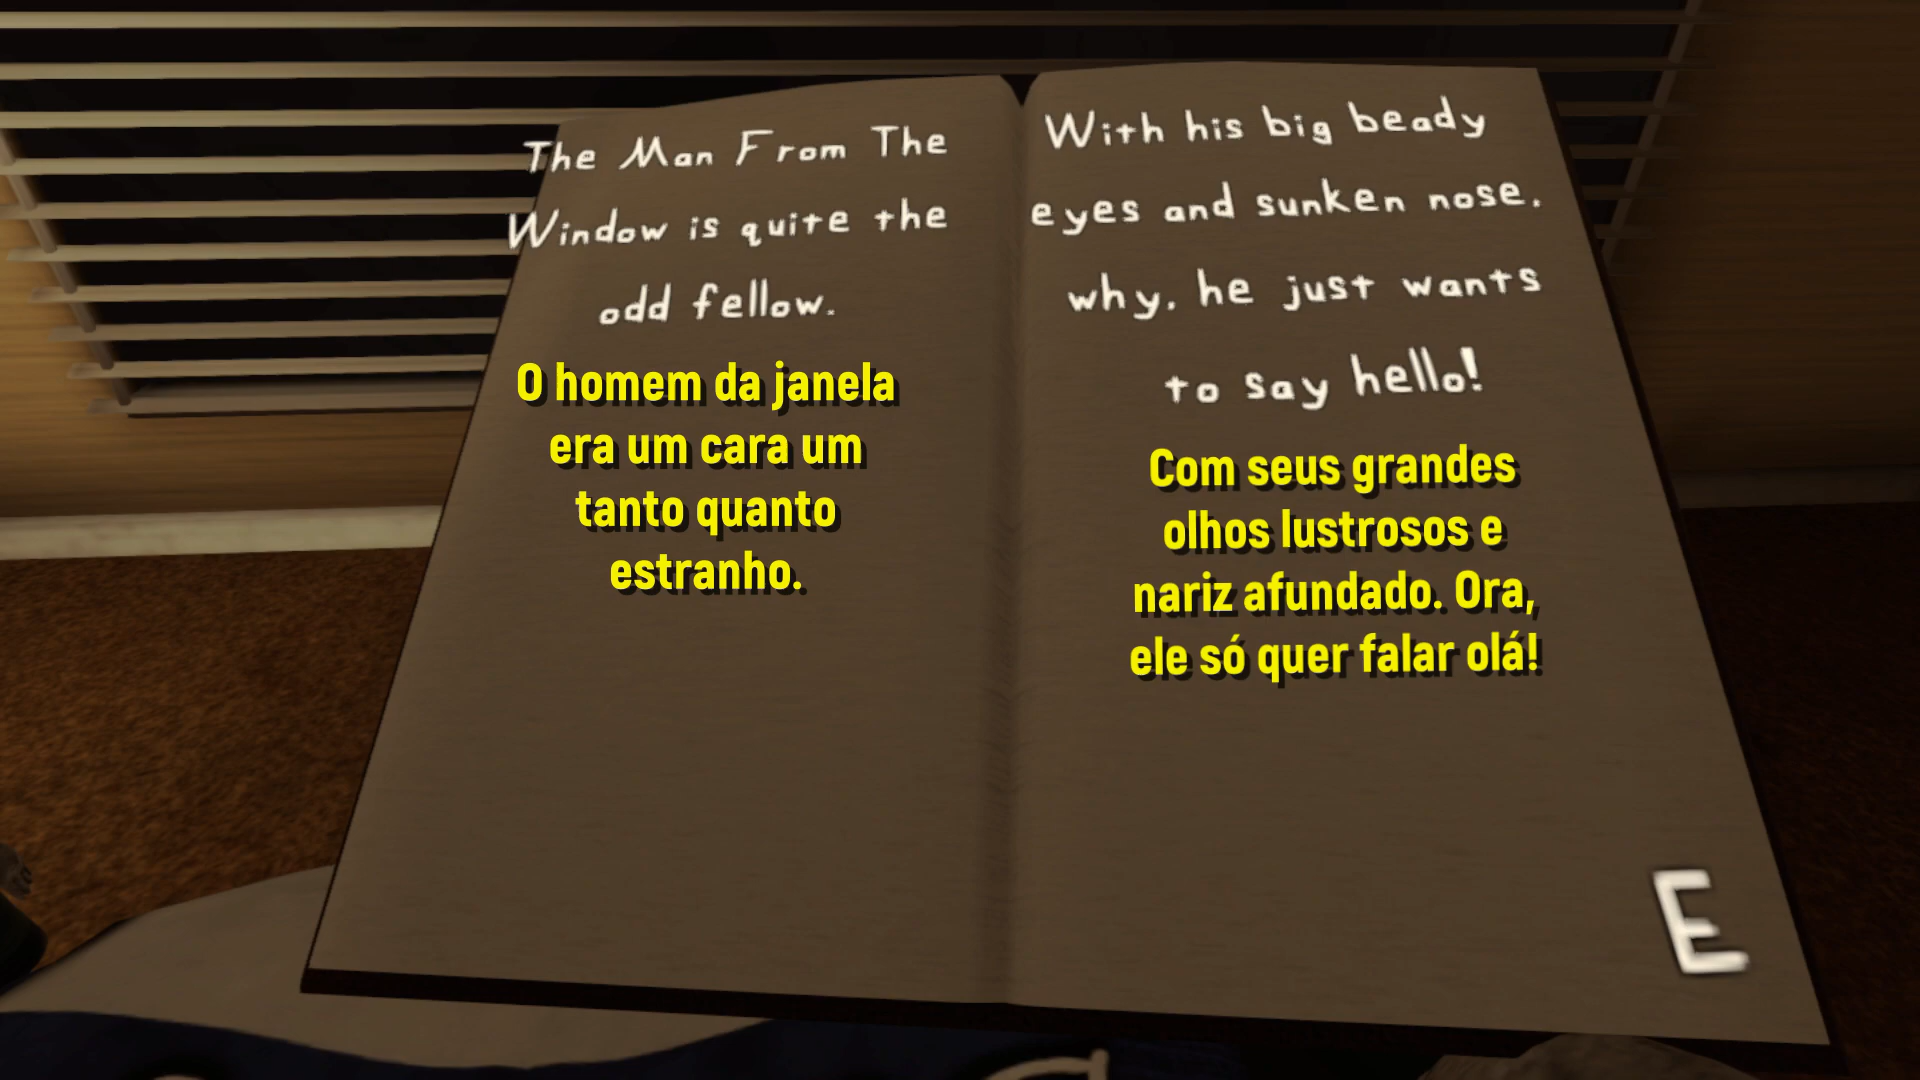 The Man From The
Window is quite the
odd fellow.
O homem da janela
era um cara um
tanto quanto
estranho.
With his big beady
eyes and sunken nose.
why, he just wants
to say hello!
Com seus grandes
olhos lustrosos e
nariz afundado. Ora,
ele só quer falar olá!
E